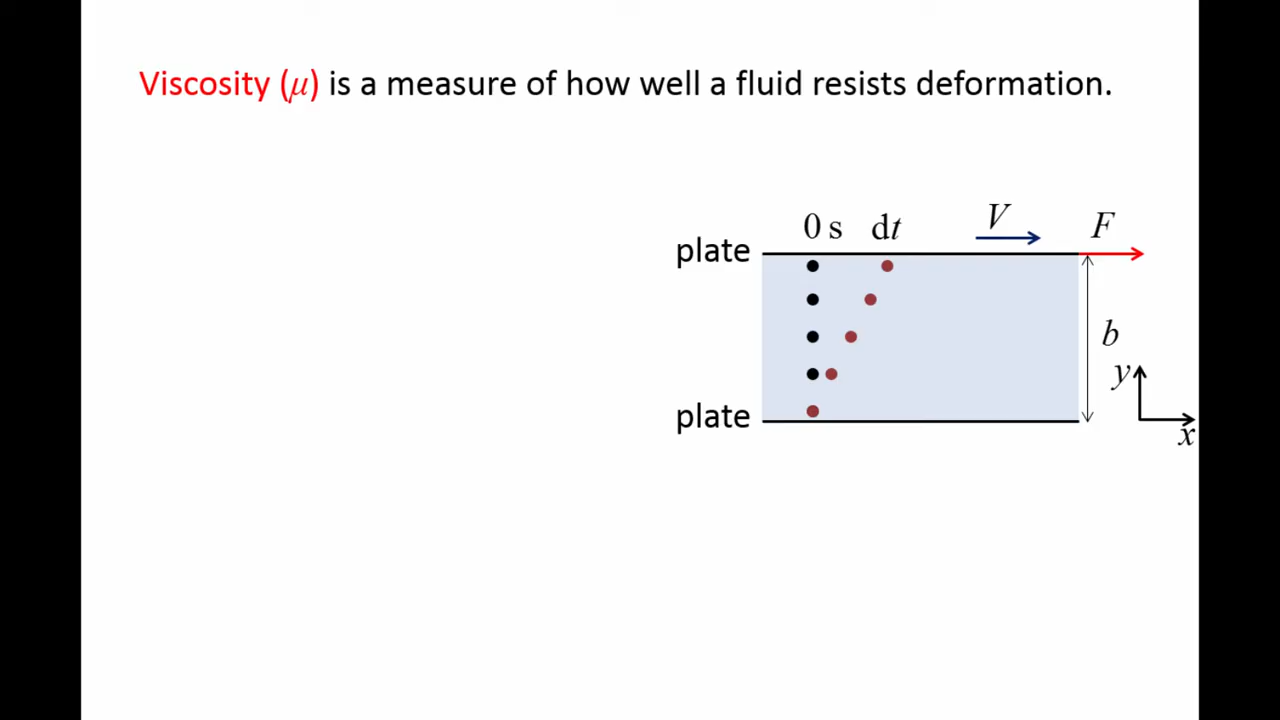 Viscosity (μ) is a measure of how well a fluid resists deformation.
0 s dt V F
plate
b
y
plate
x